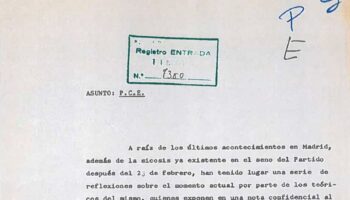 P
E
Registro ENTRADA
N.º 8380
ASUNTO: P.C.E.
A raíz de los últimos acontecimientos en Madrid,
además de la sicosis ya existente en el seno del Partido
después del 23 de febrero, han tenido lugar una serie de
reflexiones sobre el momento actual por parte de los teóri-
cos del mismo, quienes exponen en una nota confidencial al